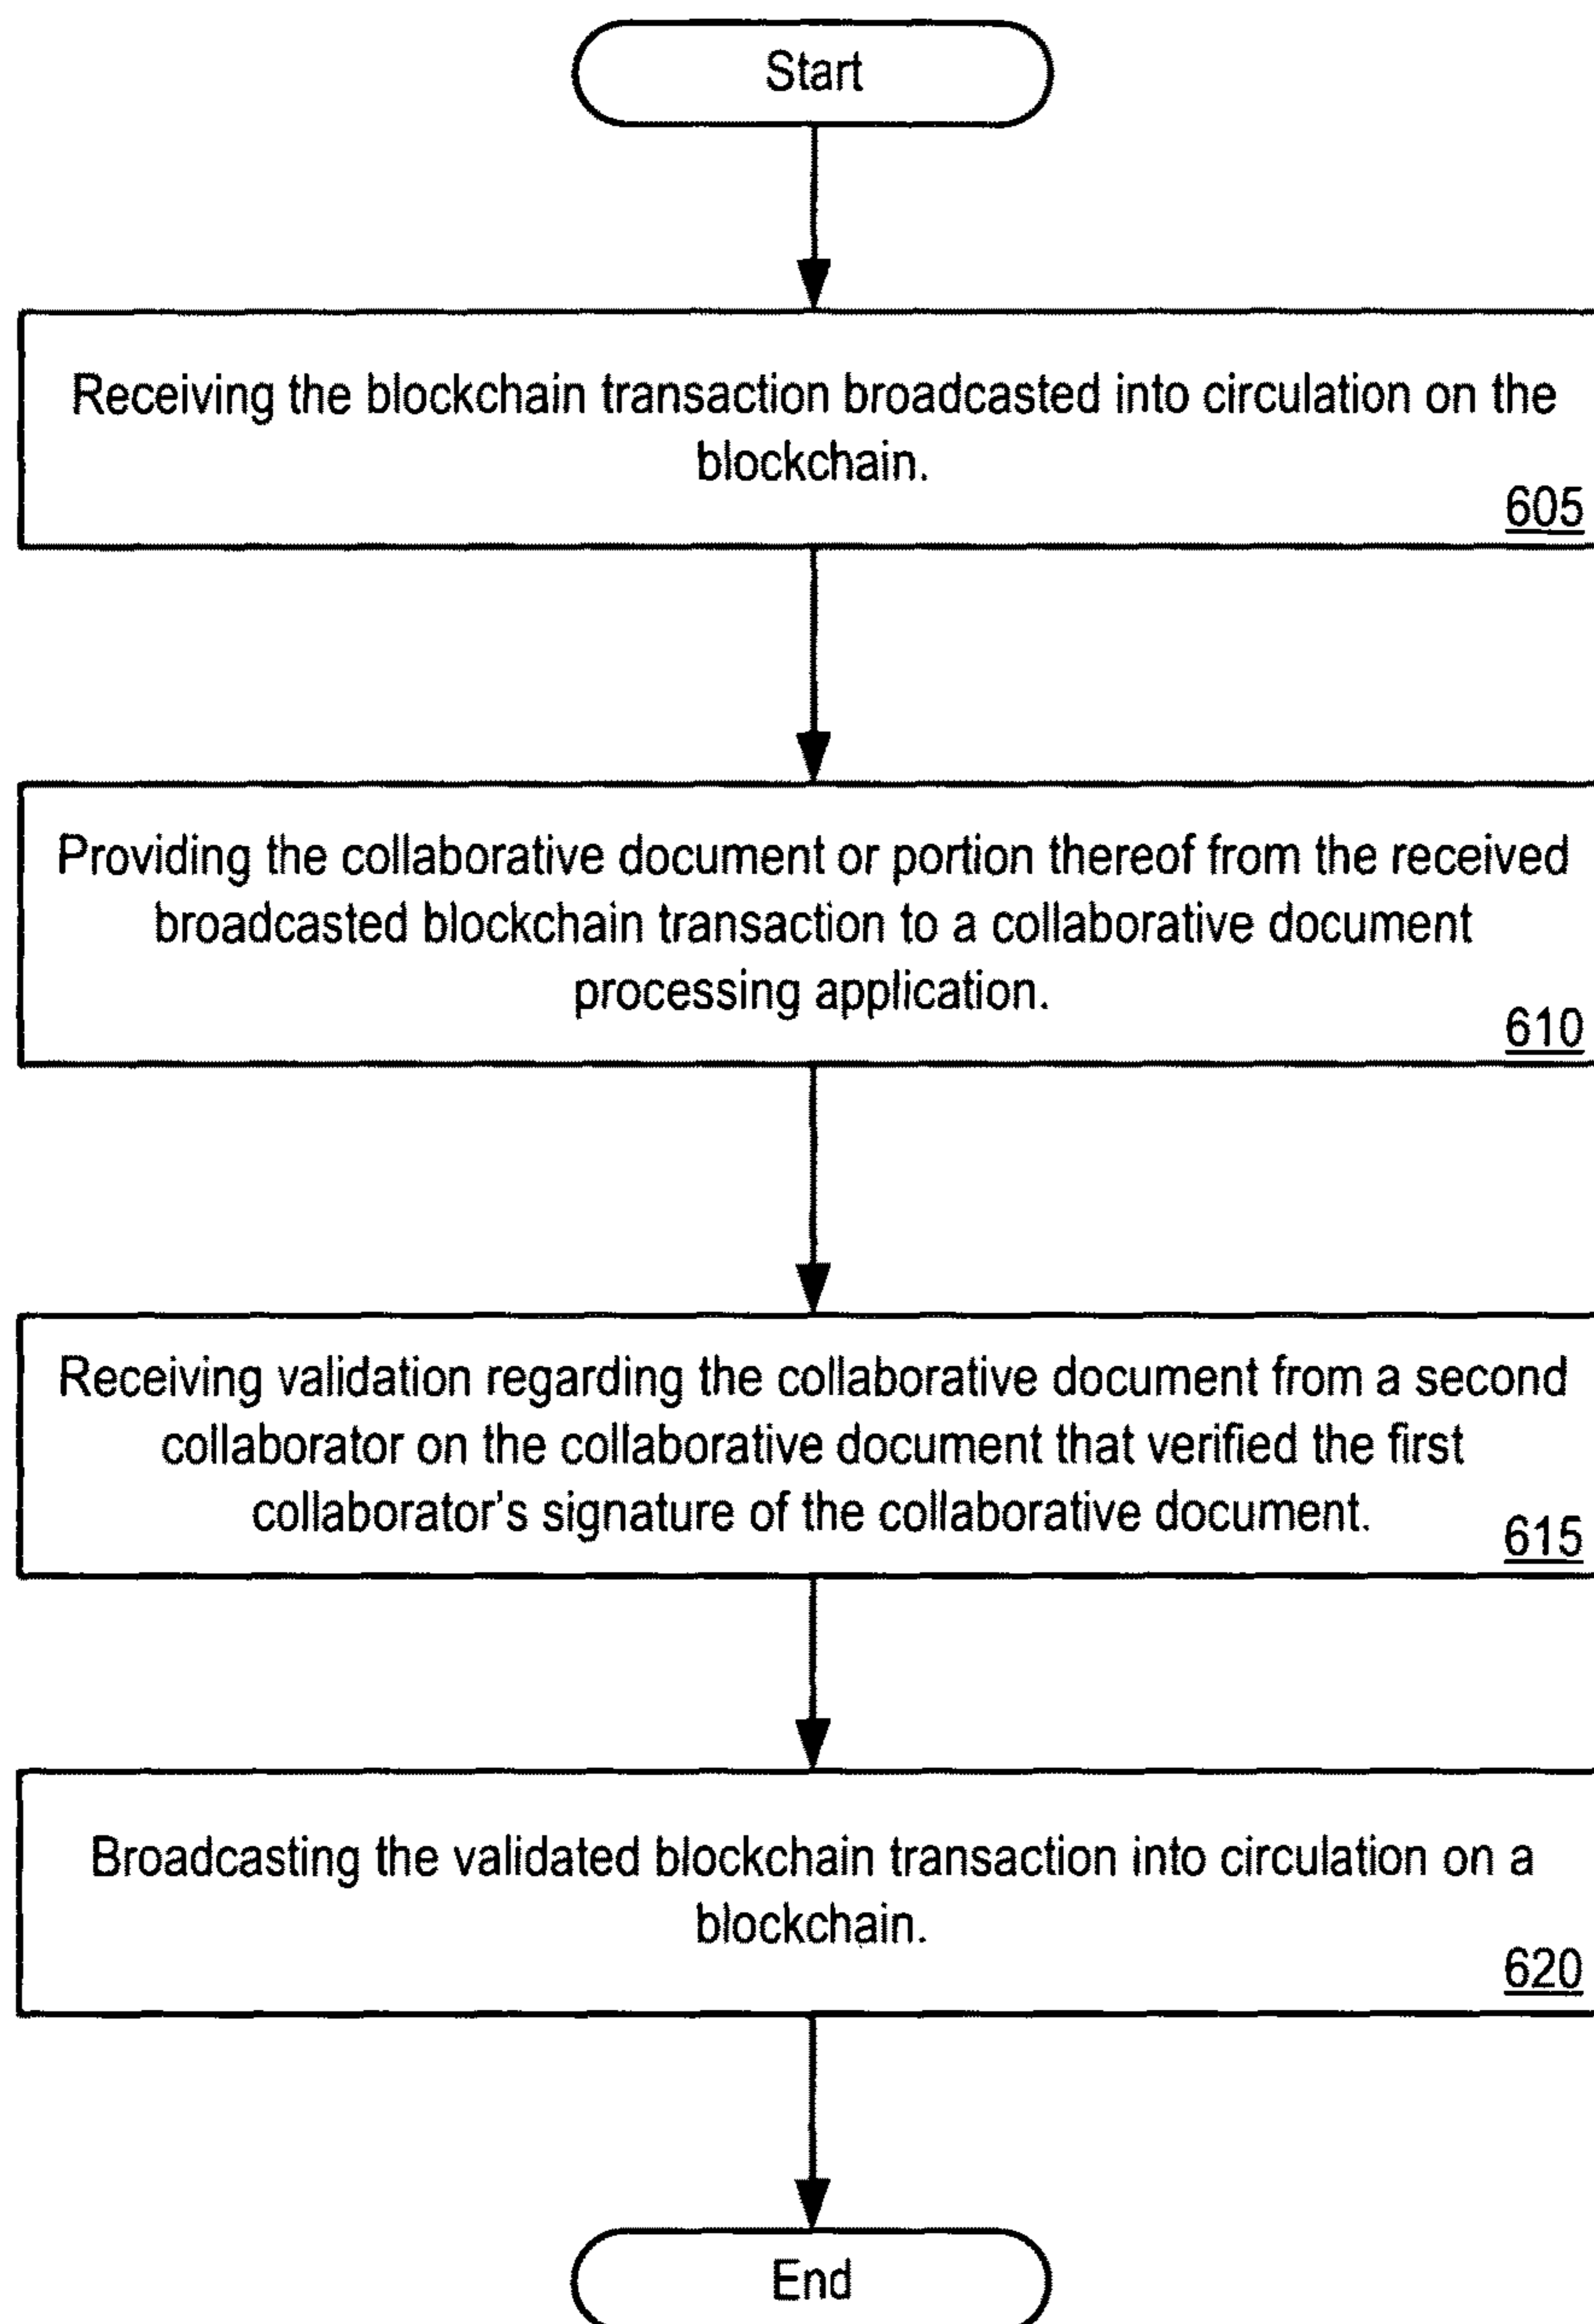 Start
Receiving the blockchain transaction broadcasted into circulation on the
blockchain.
605
Providing the collaborative document or portion thereof from the received
broadcasted blockchain transaction to a collaborative document
processing application.
610
Receiving validation regarding the collaborative document from a second
collaborator on the collaborative document that verified the first
collaborator's signature of the collaborative document.
615
Broadcasting the validated blockchain transaction into circulation on a
blockchain.
620
End